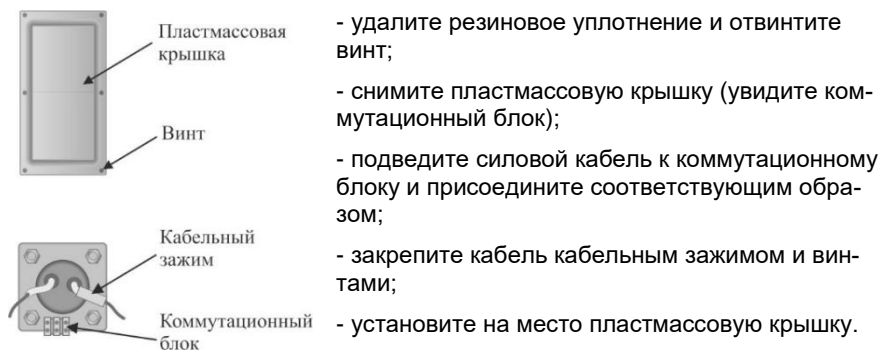 Пластмассовая
крышка
Винт
Кабельный
зажим
Коммутационный
блок
- удалите резиновое уплотнение и отвинтите
винт;
- снимите пластмассовую крышку (увидите ком-
мутационный блок);
- подведите силовой кабель к коммутационному
блоку и присоедините соответствующим обра-
зом;
- закрепите кабель кабельным зажимом и вин-
тами;
- установите на место пластмассовую крышку.